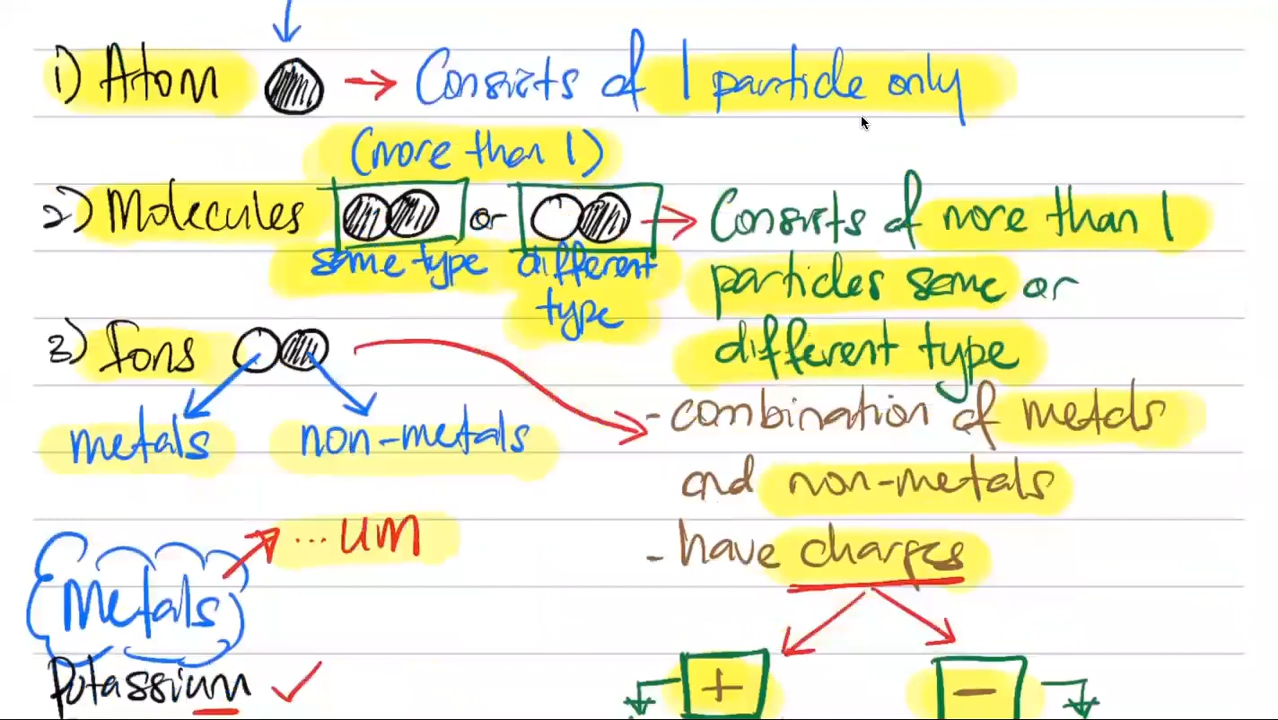 1) Atom → Consists of 1 particle only
(more than 1)
2) Molecules or → Consists of more than 1
same type different type
particles same or
different type
3) Ions
- combination of metals
and non-metals
metals non-metals
- have charges
... UM
Metals
Potassium ✓
+ −